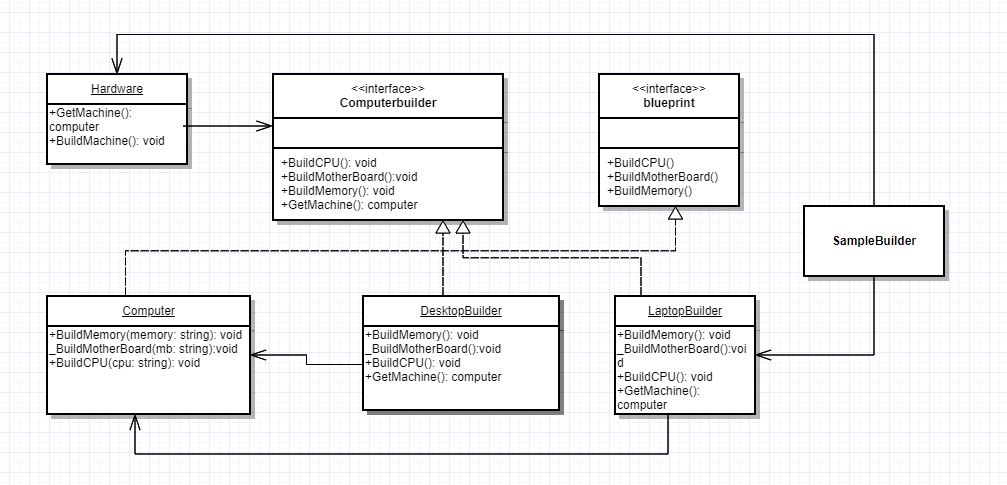 Hardware
+GetMachine():
computer
+BuildMachine(): void
<<interface>>
Computerbuilder
+BuildCPU(): void
+BuildMotherBoard():void
+BuildMemory(): void
+GetMachine(): computer
<<interface>>
blueprint
+BuildCPU()
+BuildMotherBoard()
+BuildMemory()
SampleBuilder
Computer
+BuildMemory(memory: string): void
_BuildMotherBoard(mb: string):void
+BuildCPU(cpu: string): void
DesktopBuilder
+BuildMemory(): void
_BuildMotherBoard():void
+BuildCPU(): void
+GetMachine(): computer
LaptopBuilder
+BuildMemory(): void
_BuildMotherBoard():voi
d
+BuildCPU(): void
+GetMachine():
computer